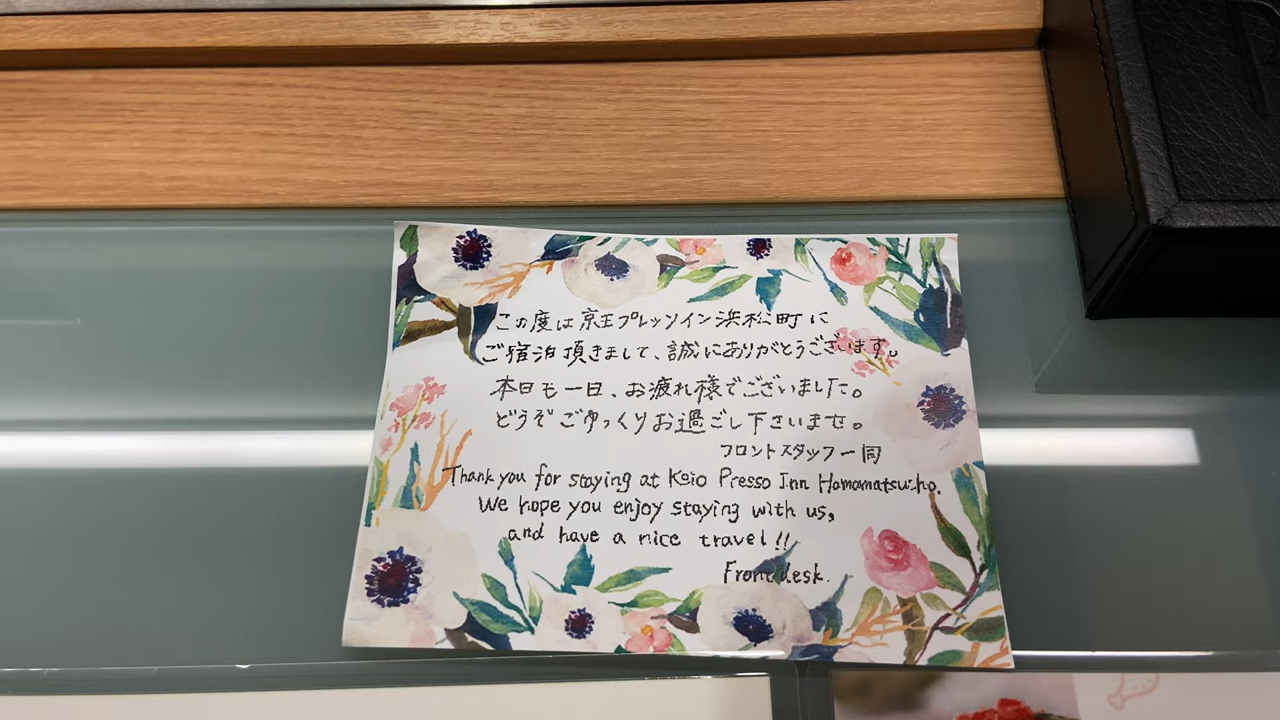 この度は京王プレッソイン浜松町に
ご宿泊頂きまして、誠にありがとうございます。
本日も一日、お疲れ様でございました。
どうぞごゆっくりお過ごし下さいませ。
フロントスタッフ一同
Thank you for staying at Keio Presso Inn Hamamatsucho.
We hope you enjoy staying with us,
and have a nice travel!!
Front desk.